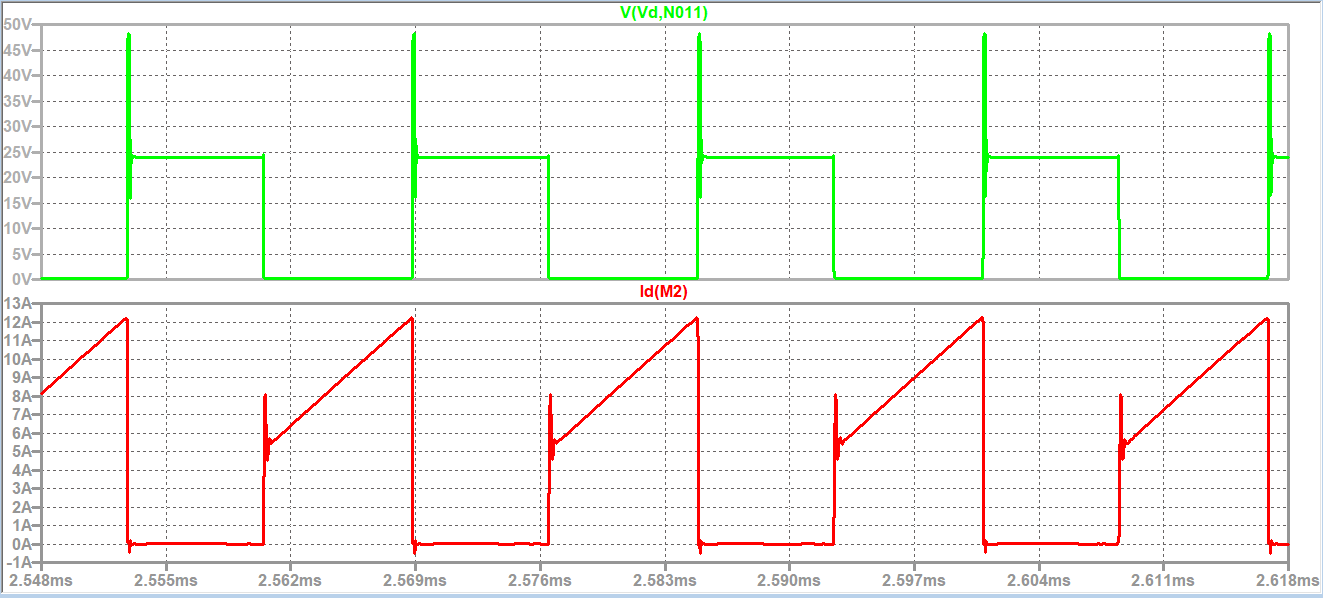 V(Vd,N011)
50V
45V
40V
35V
30V
25V
20V
15V
10V
5V
0V
Id(M2)
13A
12A
11A
10A
9A
8A
7A
6A
5A
4A
3A
2A
1A
0A
-1A
2.548ms 2.555ms 2.562ms 2.569ms 2.576ms 2.583ms 2.590ms 2.597ms 2.604ms 2.611ms 2.618ms